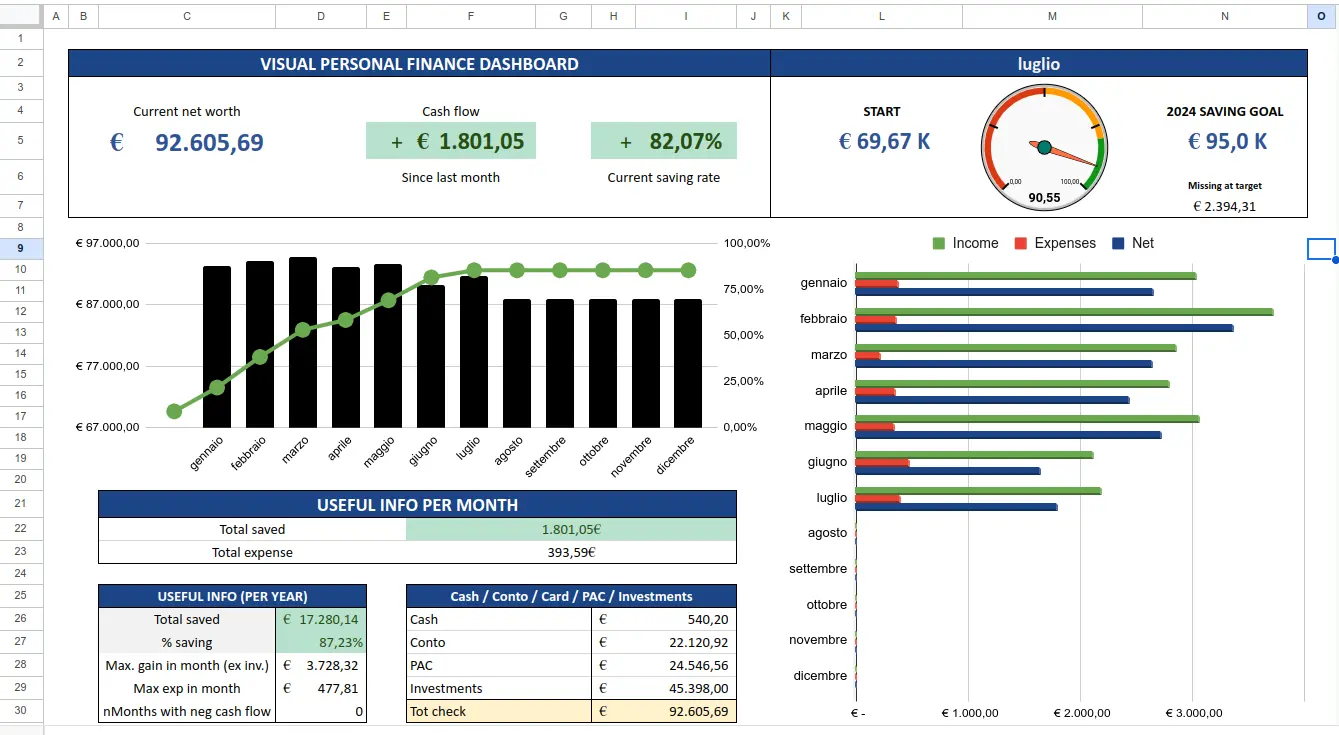 A B C D E F G H I J K L M N O
1
2 VISUAL PERSONAL FINANCE DASHBOARD luglio
3
4 Current net worth Cash flow START 2024 SAVING GOAL
5 € 92.605,69 + € 1.801,05 + 82,07% € 69,67 K € 95,0 K
6 Since last month Current saving rate 0,00 100,00 Missing at target
7 90,55 € 2.394,31
8
9 € 97.000,00 100,00% Income Expenses Net
10
11 € 87.000,00 75,00% gennaio
12 febbraio
13 50,00% marzo
14 € 77.000,00
15 25,00% aprile
16
17 € 67.000,00 0,00% maggio
18 gennaio febbraio marzo aprile maggio giugno luglio agosto settembre ottobre novembre dicembre
19 giugno
20
21 USEFUL INFO PER MONTH luglio
22 Total saved 1.801,05€ agosto
23 Total expense 393,59€
24 settembre
25 USEFUL INFO (PER YEAR) Cash / Conto / Card / PAC / Investments ottobre
26 Total saved € 17.280,14 Cash € 540,20
27 % saving 87,23% Conto € 22.120,92 novembre
28 Max. gain in month (ex inv.) € 3.728,32 PAC € 24.546,56 dicembre
29 Max exp in month € 477,81 Investments € 45.398,00
30 nMonths with neg cash flow 0 Tot check € 92.605,69 € - € 1.000,00 € 2.000,00 € 3.000,00